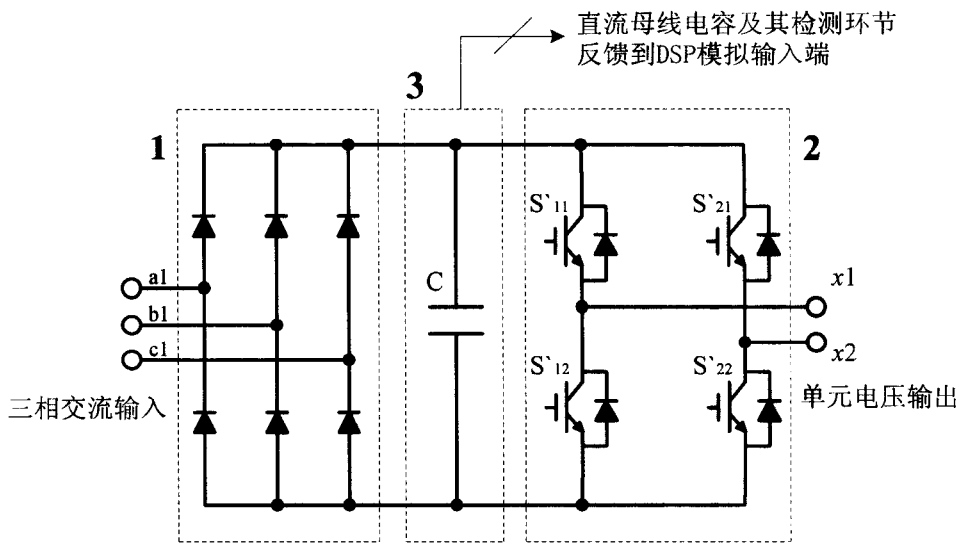 直流母线电容及其检测环节
反馈到DSP模拟输入端
3
1
2
S`11
S`21
a1
b1
c1
C
x1
x2
S`12
S`22
三相交流输入
单元电压输出